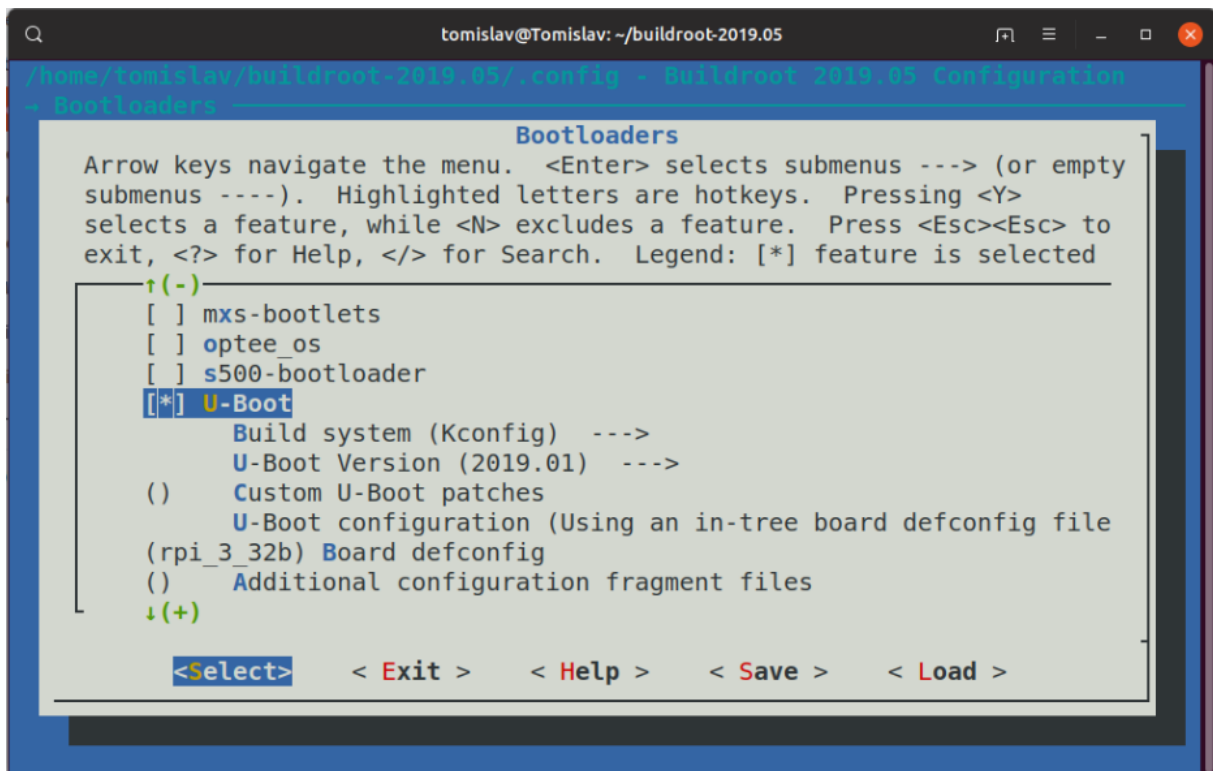 tomislav@Tomislav: ~/buildroot-2019.05
/home/tomislav/buildroot-2019.05/.config - Buildroot 2019.05 Configuration
→ Bootloaders
Bootloaders
Arrow keys navigate the menu.  <Enter> selects submenus ---> (or empty
submenus ----).  Highlighted letters are hotkeys.  Pressing <Y>
selects a feature, while <N> excludes a feature.  Press <Esc><Esc> to
exit, <?> for Help, </> for Search.  Legend: [*] feature is selected
↑(-)
[ ] mxs-bootlets
[ ] optee_os
[ ] s500-bootloader
[*] U-Boot
Build system (Kconfig)  --->
U-Boot Version (2019.01)  --->
()    Custom U-Boot patches
U-Boot configuration (Using an in-tree board defconfig file
(rpi_3_32b) Board defconfig
()    Additional configuration fragment files
↓(+)
<Select>    < Exit >    < Help >    < Save >    < Load >